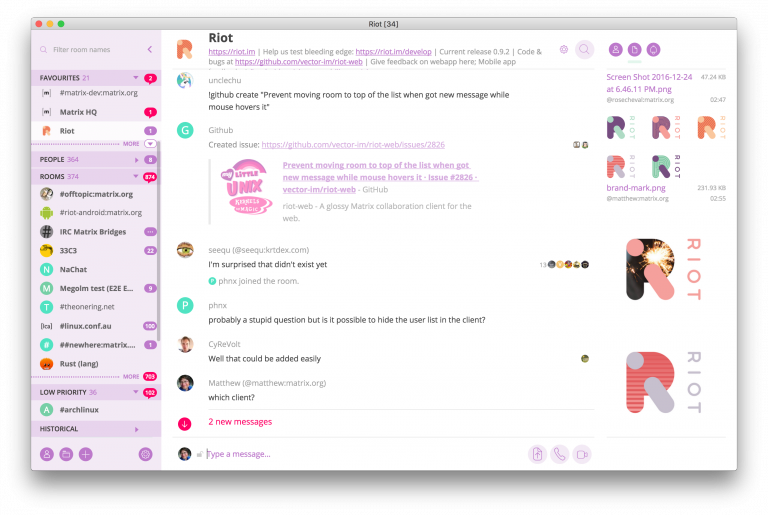 Riot [34]
Filter room names
FAVOURITES 21
2
[m] #matrix-dev:matrix.org
[m] Matrix HQ 1
Riot 1
MORE
PEOPLE 364 8
ROOMS 374 874
#offtopic:matrix.org
#riot-android:matrix.org
IRC Matrix Bridges ...
33C3 22
N NaChat
M Megolm test (E2E E... 9
T #theonering.net
[lca] #linux.conf.au 100
# ##newhere:matrix.... 1
Rust (lang)
MORE 703
LOW PRIORITY 36 102
A #archlinux
HISTORICAL
Riot
https://riot.im | Help us test bleeding edge: https://riot.im/develop | Current release 0.9.2 | Code &
bugs at https://github.com/vector-im/riot-web | Give feedback on webapp here; Mobile app
unclechu
!github create "Prevent moving room to top of the list when got new message while
mouse hovers it"
G Github
Created issue: https://github.com/vector-im/riot-web/issues/2826
my
LITTLE
UNIX
KERNELS
IS MAGIC
Prevent moving room to top of the list when got
new message while mouse hovers it · Issue #2826 ·
vector-im/riot-web - GitHub
riot-web - A glossy Matrix collaboration client for the
web.
seequ (@seequ:krtdex.com)
I'm surprised that didn't exist yet
13
P phnx joined the room.
P phnx
probably a stupid question but is it possible to hide the user list in the client?
CyReVolt
Well that could be added easily
Matthew (@matthew:matrix.org)
which client?
2 new messages
Type a message...
Screen Shot 2016-12-24 47.24 KB
at 6.46.11 PM.png
@rosecheval:matrix.org 02:47
RIOT
RIOT
RIOT
RIOT
RIOT
brand-mark.png 231.93 KB
@matthew:matrix.org 02:55
RIOT
RIOT